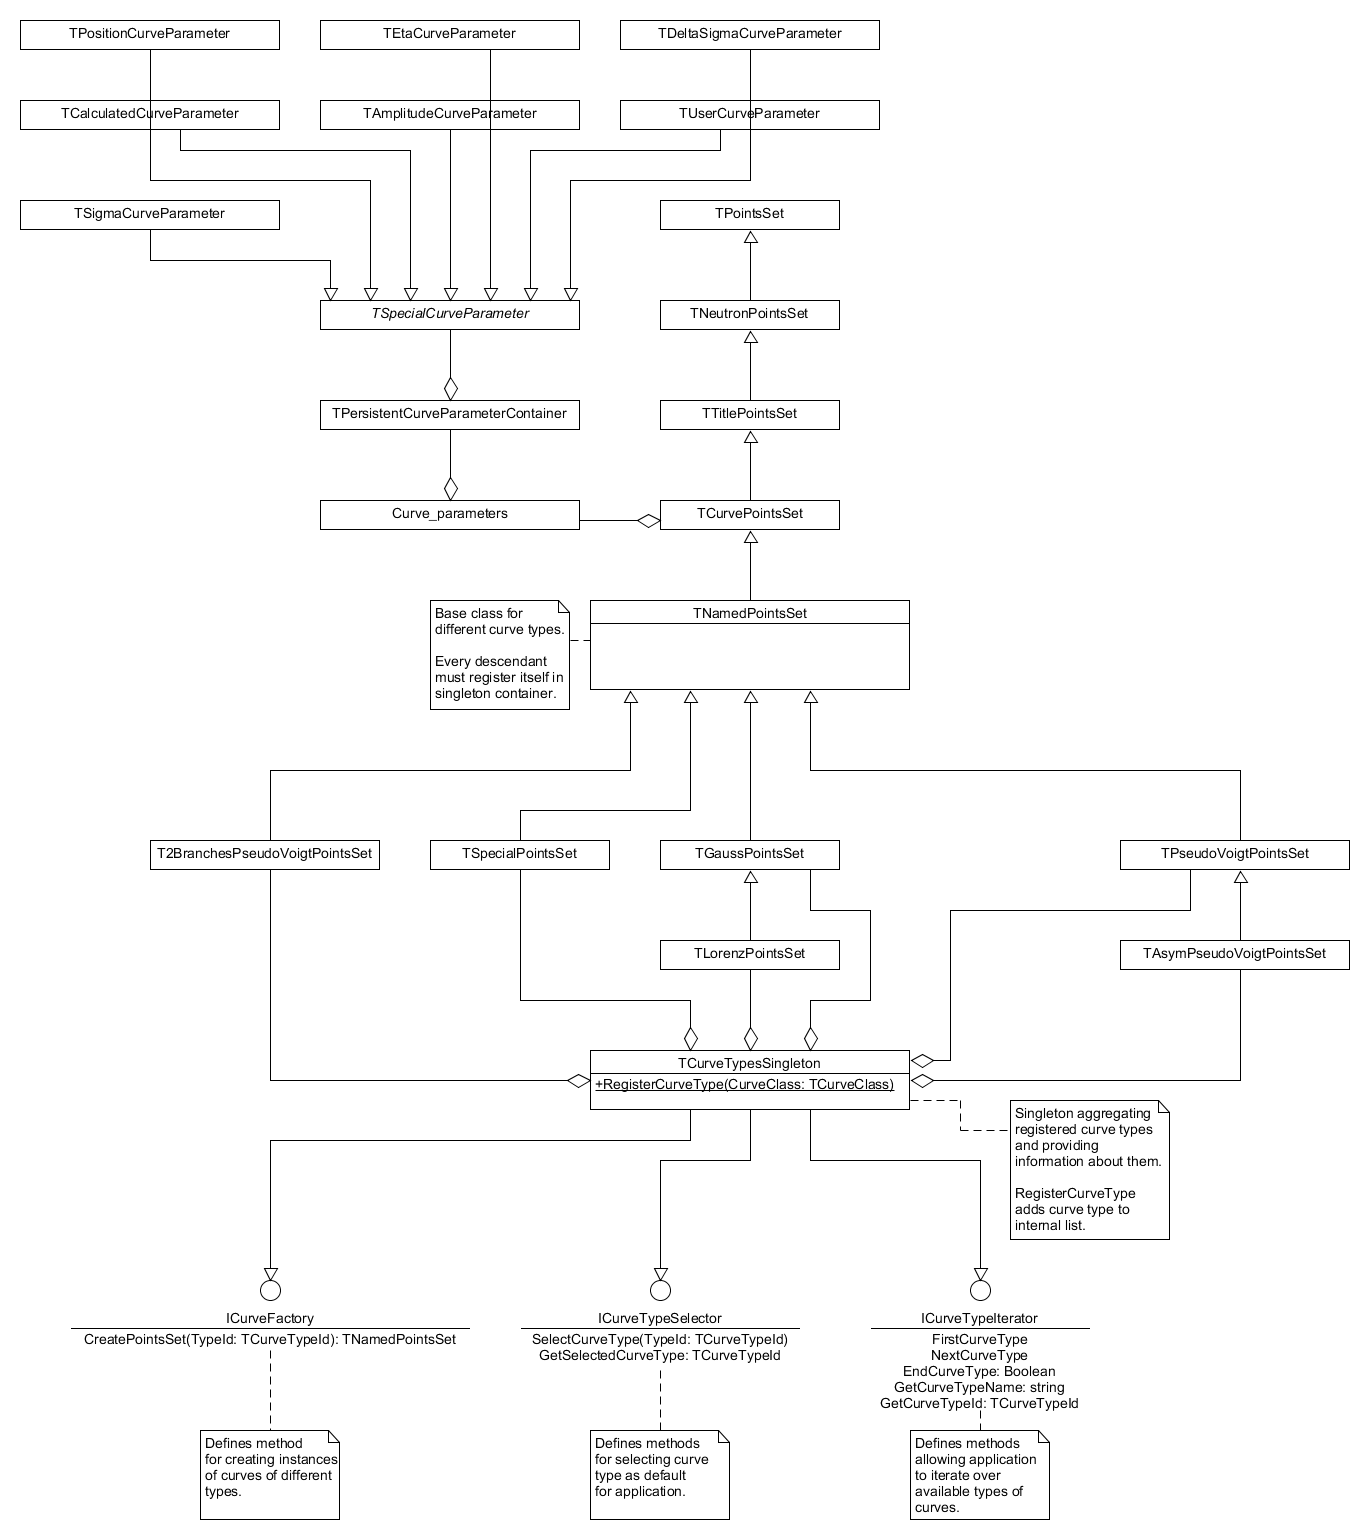 TPositionCurveParameter
TEtaCurveParameter
TDeltaSigmaCurveParameter
TCalculatedCurveParameter
TAmplitudeCurveParameter
TUserCurveParameter
TSigmaCurveParameter
TPointsSet
TSpecialCurveParameter
TNeutronPointsSet
TPersistentCurveParameterContainer
TTitlePointsSet
Curve_parameters
TCurvePointsSet
Base class for
different curve types.
Every descendant
must register itself in
singleton container.
TNamedPointsSet
T2BranchesPseudoVoigtPointsSet
TSpecialPointsSet
TGaussPointsSet
TPseudoVoigtPointsSet
TLorenzPointsSet
TAsymPseudoVoigtPointsSet
TCurveTypesSingleton
+RegisterCurveType(CurveClass: TCurveClass)
Singleton aggregating
registered curve types
and providing
information about them.
RegisterCurveType
adds curve type to
internal list.
ICurveFactory
CreatePointsSet(TypeId: TCurveTypeId): TNamedPointsSet
ICurveTypeSelector
SelectCurveType(TypeId: TCurveTypeId)
GetSelectedCurveType: TCurveTypeId
ICurveTypeIterator
FirstCurveType
NextCurveType
EndCurveType: Boolean
GetCurveTypeName: string
GetCurveTypeId: TCurveTypeId
Defines method
for creating instances
of curves of different
types.
Defines methods
for selecting curve
type as default
for application.
Defines methods
allowing application
to iterate over
available types of
curves.